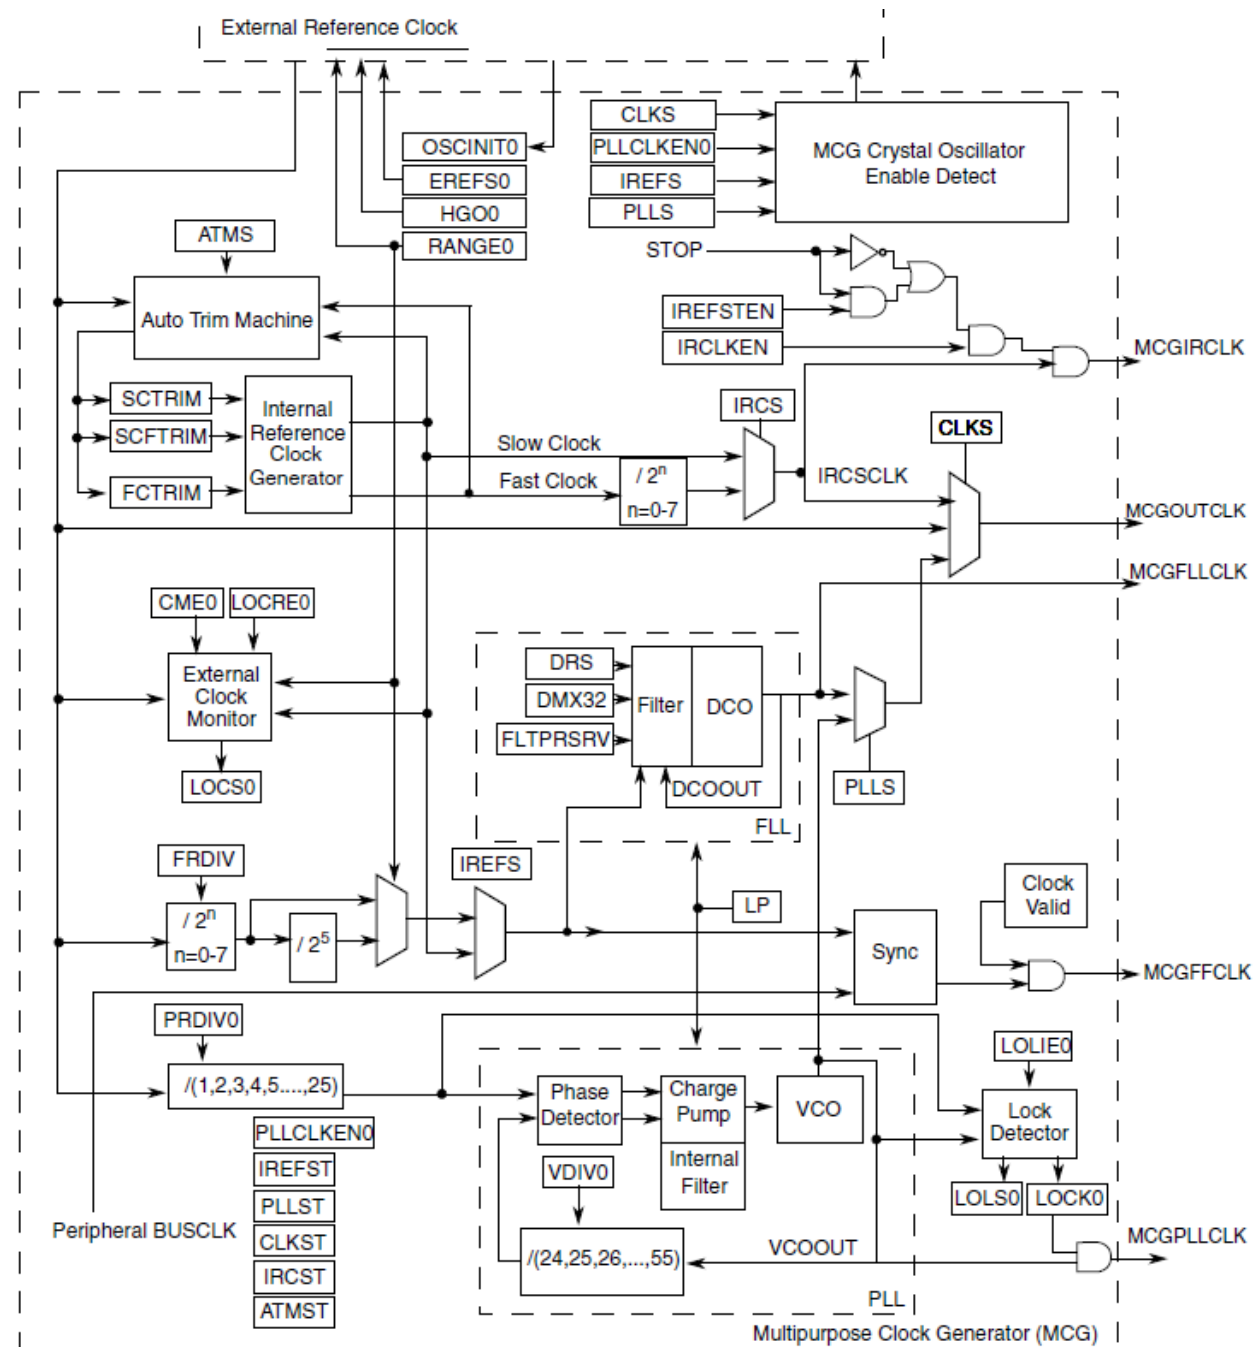 External Reference Clock
CLKS
PLLCLKEN0
IREFS
PLLS
MCG Crystal Oscillator
Enable Detect
OSCINIT0
EREFS0
HGO0
RANGE0
STOP
IREFSTEN
IRCLKEN
MCGIRCLK
ATMS
Auto Trim Machine
SCTRIM
SCFTRIM
FCTRIM
Internal
Reference
Clock
Generator
Slow Clock
Fast Clock
/ 2n
n=0-7
IRCS
IRCSCLK
CLKS
MCGOUTCLK
MCGFLLCLK
CME0
LOCRE0
External
Clock
Monitor
LOCS0
DRS
DMX32
FLTPRSRV
Filter
DCO
DCOOUT
FLL
PLLS
FRDIV
/ 2n
n=0-7
/ 25
IREFS
LP
Clock
Valid
Sync
MCGFFCLK
PRDIV0
/(1,2,3,4,5....,25)
Phase
Detector
Charge
Pump
Internal
Filter
VCO
LOLIE0
Lock
Detector
LOLS0
LOCK0
VDIV0
/(24,25,26,...,55)
VCOOUT
PLL
MCGPLLCLK
PLLCLKEN0
IREFST
PLLST
CLKST
IRCST
ATMST
Peripheral BUSCLK
Multipurpose Clock Generator (MCG)